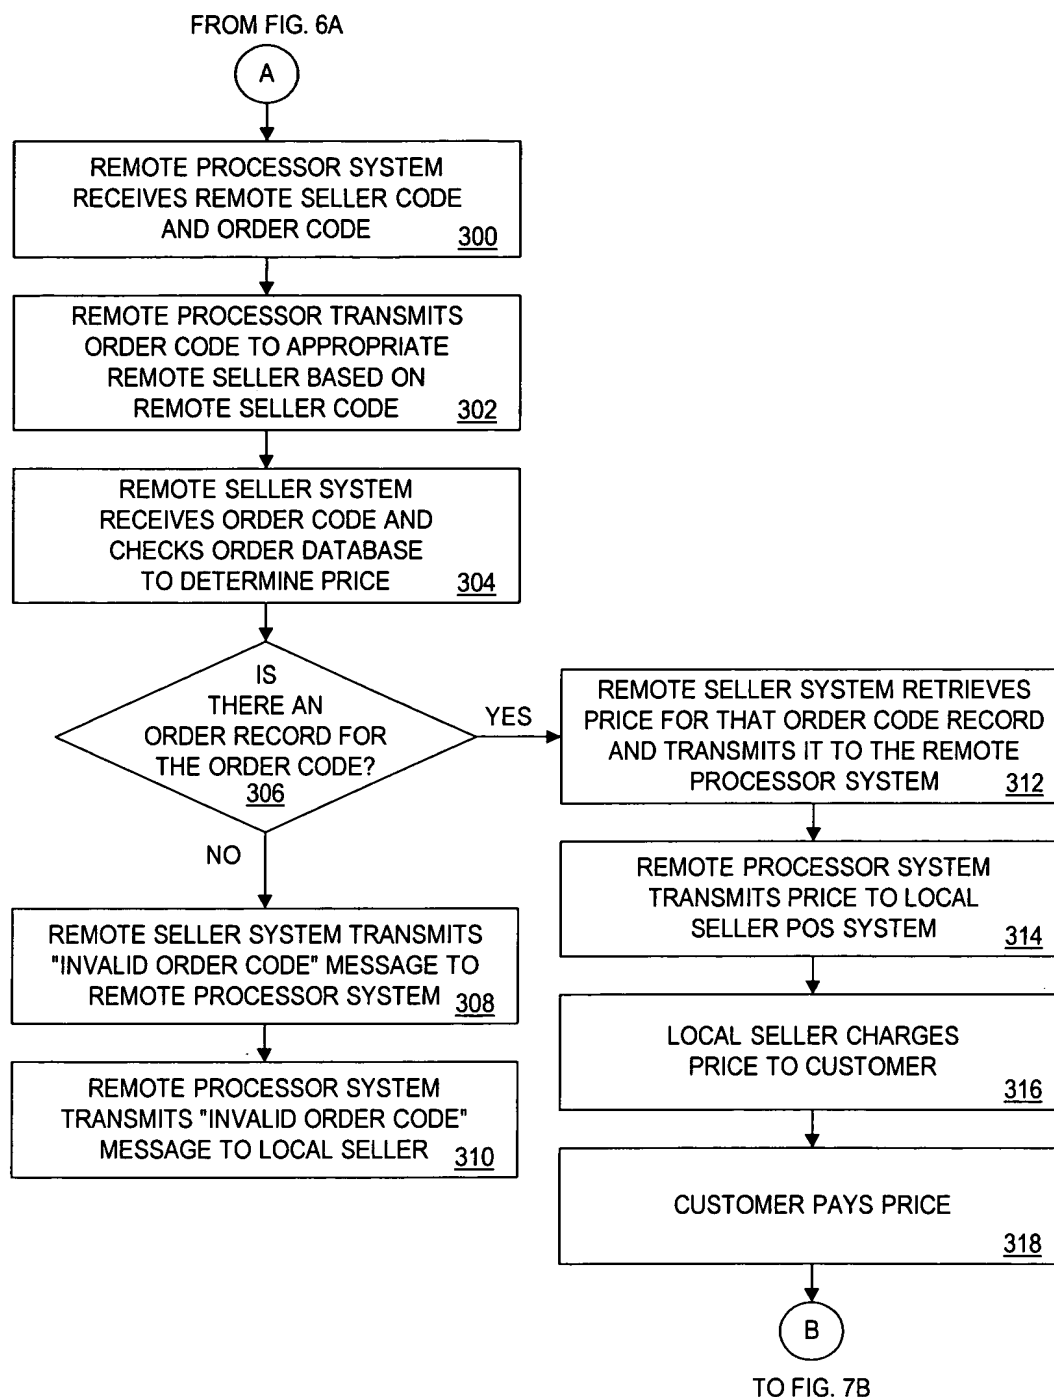 FROM FIG. 6A
A
REMOTE PROCESSOR SYSTEM
RECEIVES REMOTE SELLER CODE
AND ORDER CODE
300
REMOTE PROCESSOR TRANSMITS
ORDER CODE TO APPROPRIATE
REMOTE SELLER BASED ON
REMOTE SELLER CODE
302
REMOTE SELLER SYSTEM
RECEIVES ORDER CODE AND
CHECKS ORDER DATABASE
TO DETERMINE PRICE
304
IS
THERE AN
ORDER RECORD FOR
THE ORDER CODE?
306
NO
REMOTE SELLER SYSTEM TRANSMITS
"INVALID ORDER CODE" MESSAGE TO
REMOTE PROCESSOR SYSTEM
308
REMOTE PROCESSOR SYSTEM
TRANSMITS "INVALID ORDER CODE"
MESSAGE TO LOCAL SELLER
310
YES
REMOTE SELLER SYSTEM RETRIEVES
PRICE FOR THAT ORDER CODE RECORD
AND TRANSMITS IT TO THE REMOTE
PROCESSOR SYSTEM
312
REMOTE PROCESSOR SYSTEM
TRANSMITS PRICE TO LOCAL
SELLER POS SYSTEM
314
LOCAL SELLER CHARGES
PRICE TO CUSTOMER
316
CUSTOMER PAYS PRICE
318
B
TO FIG. 7B